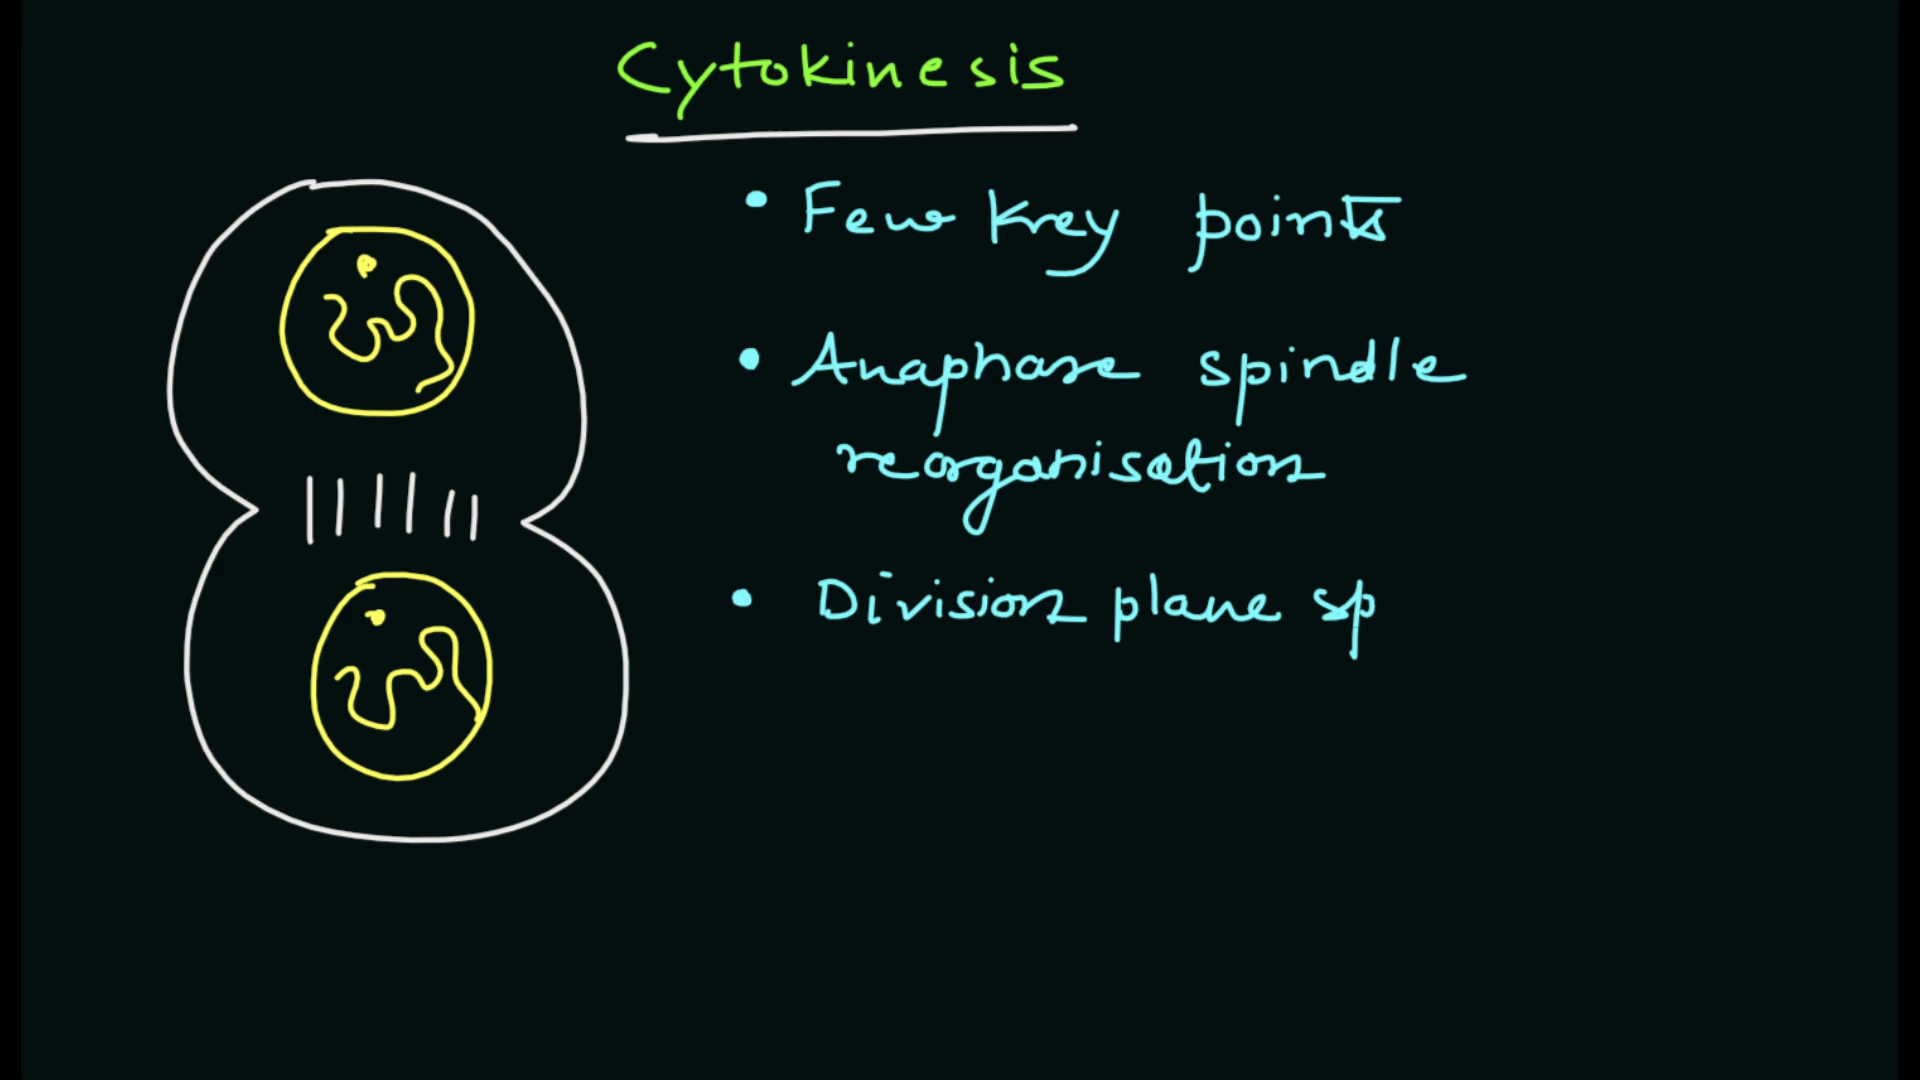 Cytokinesis
• Few Key points
• Anaphase spindle
reorganisation
• Division plane sp